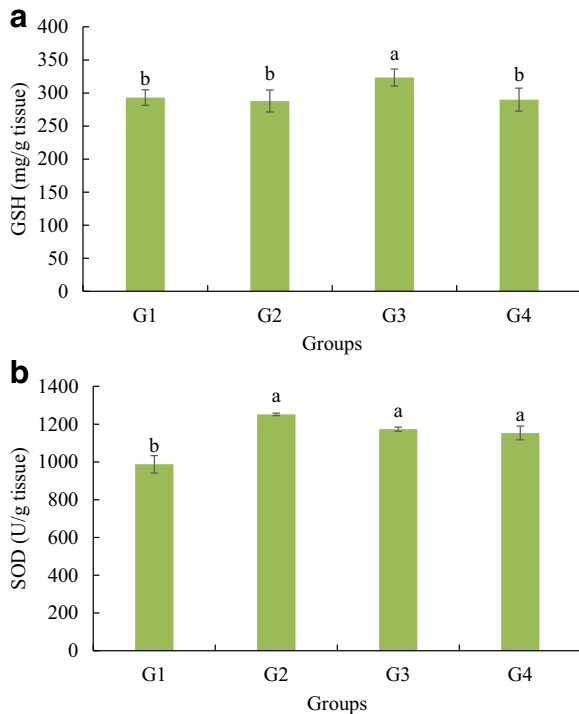 a
GSH (mg/g tissue)
400
350
300
250
200
150
100
50
0
b
b
a
b
G1 G2 G3 G4
Groups
b
SOD (U/g tissue)
1400
1200
1000
800
600
400
200
0
b
a
a
a
G1 G2 G3 G4
Groups